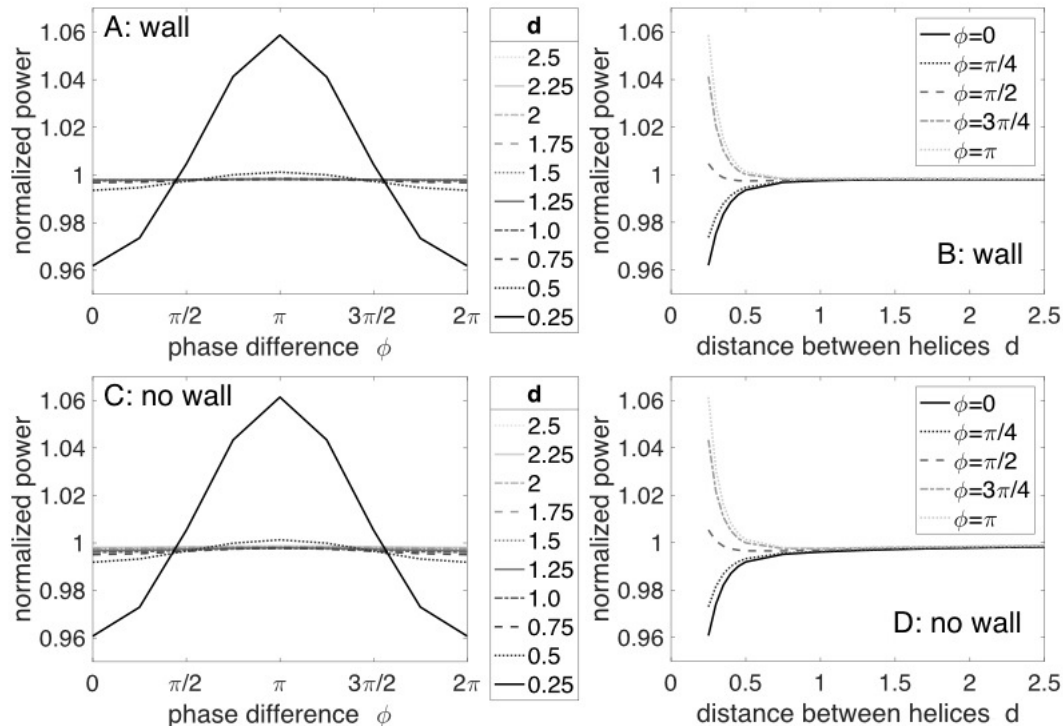 A: wall
normalized power
1.06
1.04
1.02
1
0.98
0.96
0
π/2
π
3π/2
2π
phase difference ϕ
d
2.5
2.25
2
1.75
1.5
1.25
1.0
0.75
0.5
0.25
B: wall
normalized power
1.06
1.04
1.02
1
0.98
0.96
0
0.5
1
1.5
2
2.5
distance between helices d
ϕ=0
ϕ=π/4
ϕ=π/2
ϕ=3π/4
ϕ=π
C: no wall
normalized power
1.06
1.04
1.02
1
0.98
0.96
0
π/2
π
3π/2
2π
phase difference ϕ
d
2.5
2.25
2
1.75
1.5
1.25
1.0
0.75
0.5
0.25
D: no wall
normalized power
1.06
1.04
1.02
1
0.98
0.96
0
0.5
1
1.5
2
2.5
distance between helices d
ϕ=0
ϕ=π/4
ϕ=π/2
ϕ=3π/4
ϕ=π